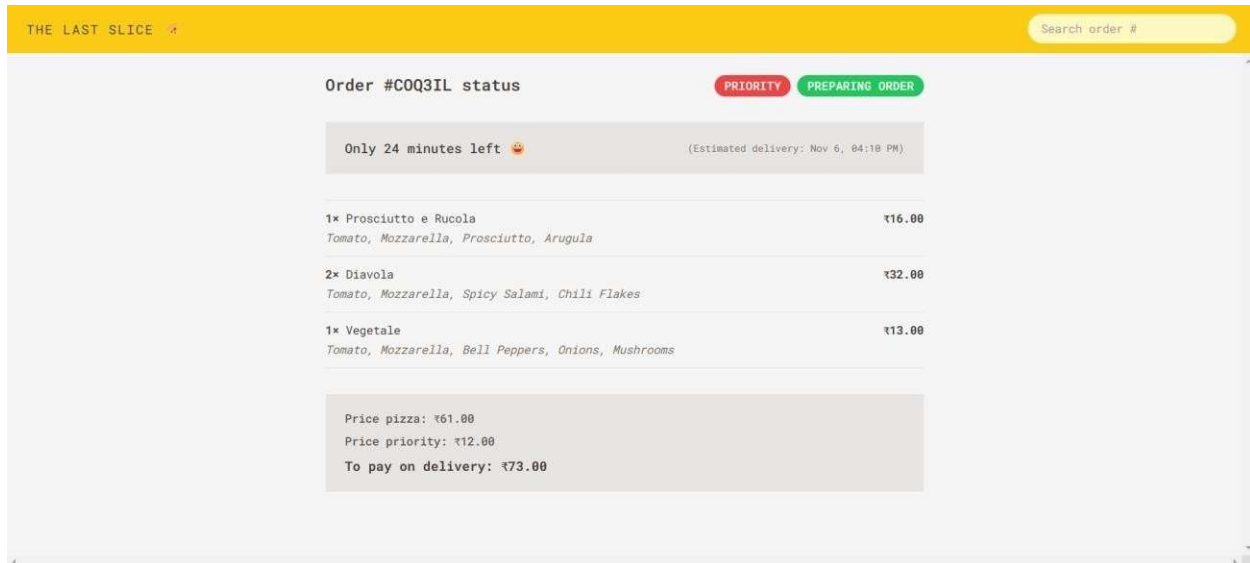 THE LAST SLICE
Search order #
Order #COQ3IL status
PRIORITY
PREPARING ORDER
Only 24 minutes left
(Estimated delivery: Nov 6, 04:10 PM)
1× Prosciutto e Rucola
₹16.00
Tomato, Mozzarella, Prosciutto, Arugula
2× Diavola
₹32.00
Tomato, Mozzarella, Spicy Salami, Chili Flakes
1× Vegetale
₹13.00
Tomato, Mozzarella, Bell Peppers, Onions, Mushrooms
Price pizza: ₹61.00
Price priority: ₹12.00
To pay on delivery: ₹73.00